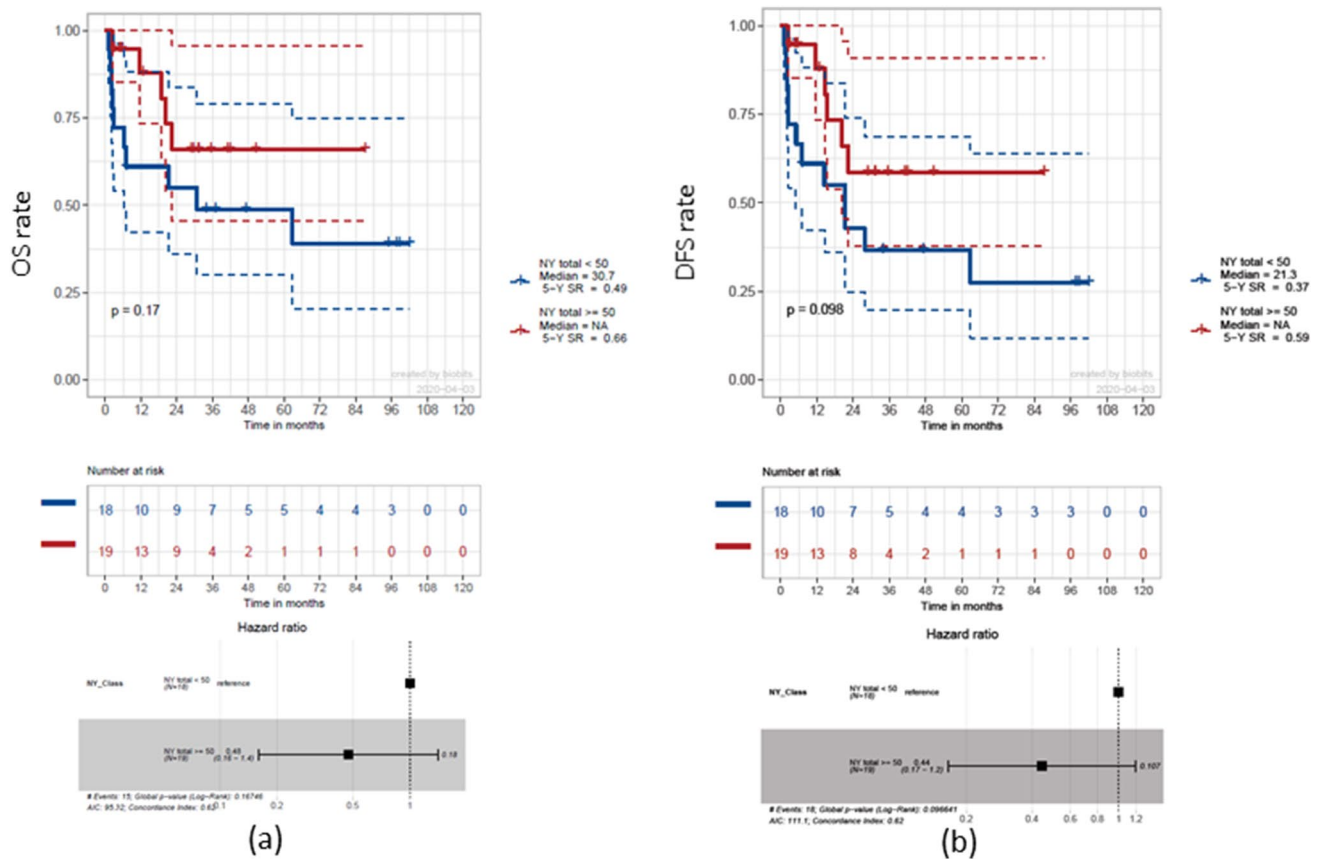 OS rate
1.00
0.75
0.50
0.25
0.00
p = 0.17
created by biobits
2020-04-03
0 12 24 36 48 60 72 84 96 108 120
Time in months
NY total < 50
Median = 30.7
5-Y SR = 0.49
NY total >= 50
Median = NA
5-Y SR = 0.66
Number at risk
18 10 9 7 5 5 4 4 3 0 0
19 13 9 4 2 1 1 1 0 0 0
0 12 24 36 48 60 72 84 96 108 120
Time in months
Hazard ratio
NY_Class
NY total < 50
(N=18)
reference
NY total >= 50
(N=19)
0.48
(0.16 - 1.4)
0.18
# Events: 15; Global p-value (Log-Rank): 0.16746
AIC: 95.32; Concordance Index: 0.62
0.1 0.2 0.5 1
(a)
DFS rate
1.00
0.75
0.50
0.25
0.00
p = 0.098
created by biobits
2020-04-03
0 12 24 36 48 60 72 84 96 108 120
Time in months
NY total < 50
Median = 21.3
5-Y SR = 0.37
NY total >= 50
Median = NA
5-Y SR = 0.59
Number at risk
18 10 7 5 4 4 3 3 3 0 0
19 13 8 4 2 1 1 1 0 0 0
0 12 24 36 48 60 72 84 96 108 120
Time in months
Hazard ratio
NY_Class
NY total < 50
(N=18)
reference
NY total >= 50
(N=19)
0.44
(0.17 - 1.2)
0.107
# Events: 18; Global p-value (Log-Rank): 0.096641
AIC: 111.1; Concordance Index: 0.62
0.2 0.4 0.6 0.8 1 1.2
(b)